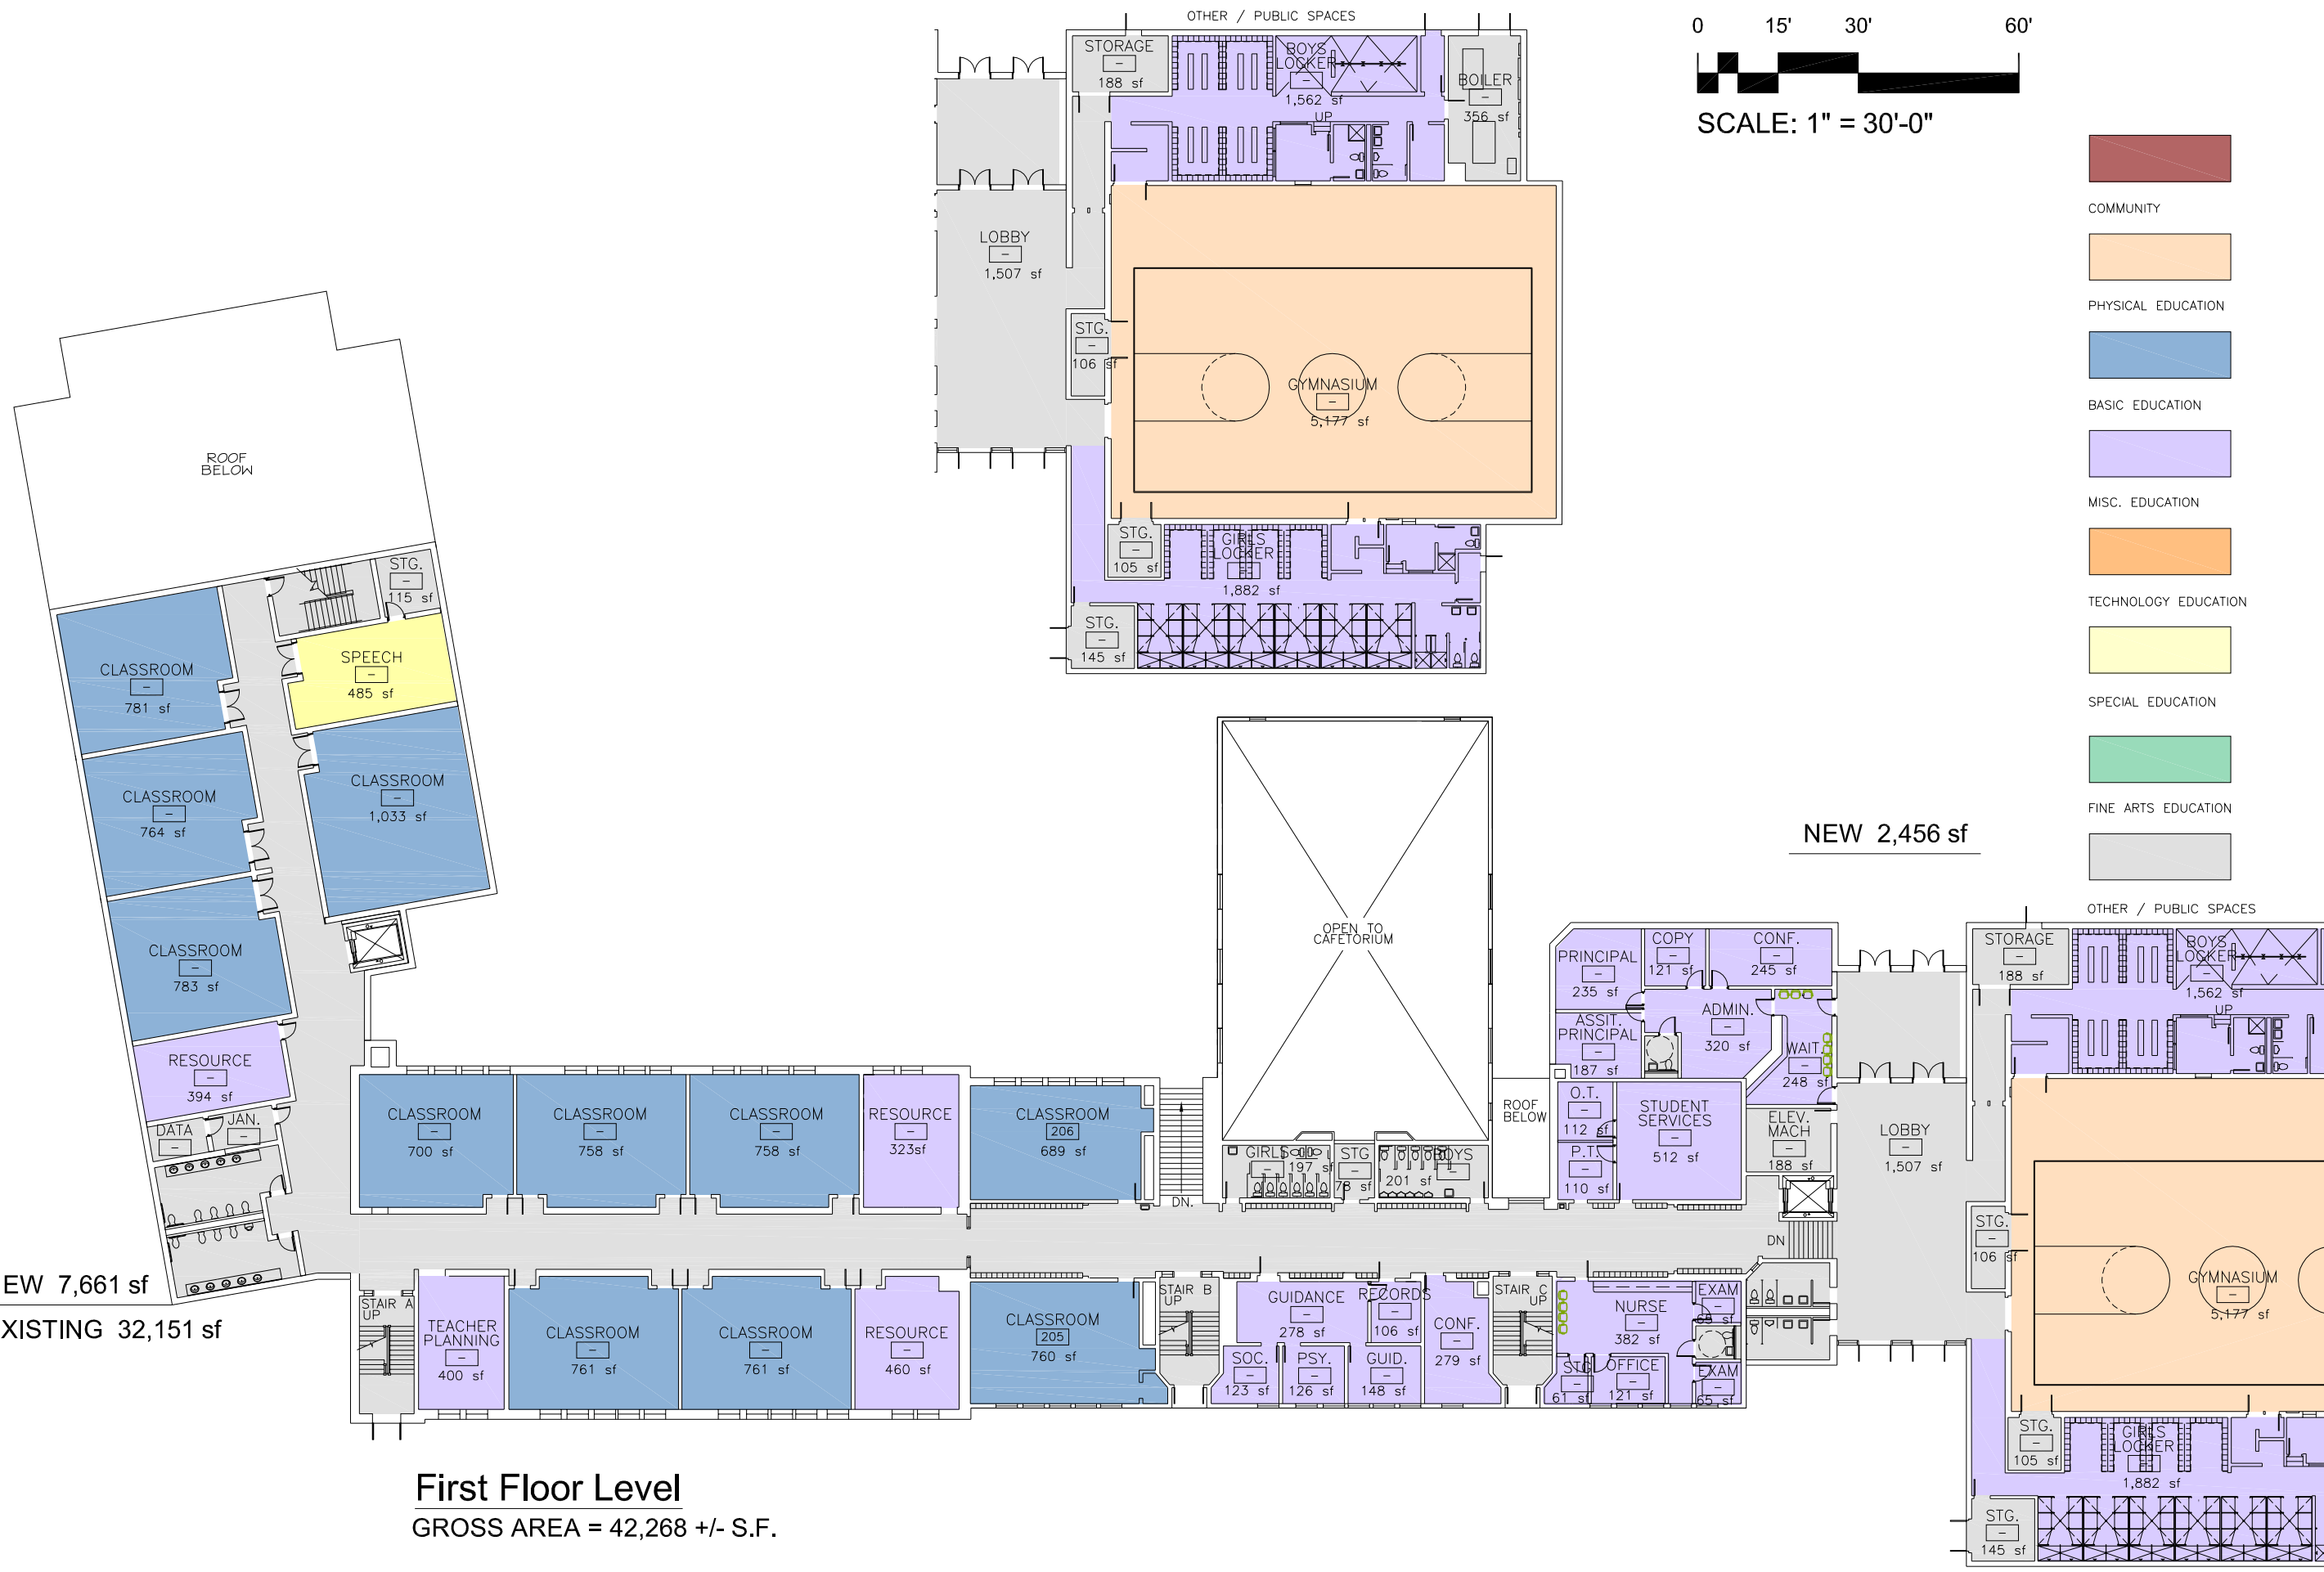 OTHER / PUBLIC SPACES
STORAGE
–
188 sf
BOYS
LOCKER
–
1,562 sf
UP
BOILER
–
356 sf
LOBBY
–
1,507 sf
STG.
–
106 sf
GYMNASIUM
–
5,177 sf
STG.
–
105 sf
GIRLS
LOCKER
–
1,882 sf
STG.
–
145 sf
0 15' 30' 60'
SCALE: 1" = 30'-0"
COMMUNITY
PHYSICAL EDUCATION
BASIC EDUCATION
MISC. EDUCATION
TECHNOLOGY EDUCATION
SPECIAL EDUCATION
FINE ARTS EDUCATION
OTHER / PUBLIC SPACES
ROOF
BELOW
STG.
–
115 sf
CLASSROOM
–
781 sf
SPEECH
–
485 sf
CLASSROOM
–
764 sf
CLASSROOM
–
1,033 sf
CLASSROOM
–
783 sf
RESOURCE
–
394 sf
DATA
–
JAN.
–
EW 7,661 sf
XISTING 32,151 sf
NEW 2,456 sf
CLASSROOM
–
700 sf
CLASSROOM
–
758 sf
CLASSROOM
–
758 sf
RESOURCE
–
323sf
CLASSROOM
206
689 sf
DN.
OPEN TO
CAFETORIUM
GIRLS
–
197 sf
STG
–
78 sf
BOYS
–
201 sf
ROOF
BELOW
PRINCIPAL
–
235 sf
COPY
–
121 sf
CONF.
–
245 sf
ASSIT.
PRINCIPAL
–
187 sf
ADMIN.
–
320 sf
WAIT.
–
248 sf
O.T.
–
112 sf
P.T.
–
110 sf
STUDENT
SERVICES
–
512 sf
ELEV.
MACH
–
188 sf
DN
LOBBY
–
1,507 sf
STORAGE
–
188 sf
BOYS
LOCKER
–
1,562 sf
UP
STG.
–
106 sf
GYMNASIUM
–
5,177 sf
STG.
–
105 sf
GIRLS
LOCKER
–
1,882 sf
STG.
–
145 sf
STAIR A
UP
TEACHER
PLANNING
–
400 sf
CLASSROOM
–
761 sf
CLASSROOM
–
761 sf
RESOURCE
–
460 sf
CLASSROOM
205
760 sf
STAIR B
UP
GUIDANCE
–
278 sf
RECORDS
–
106 sf
SOC.
–
123 sf
PSY.
–
126 sf
GUID.
–
148 sf
CONF.
–
279 sf
STAIR C
UP
NURSE
–
382 sf
EXAM
–
STG
–
61 sf
OFFICE
–
121 sf
EXAM
–
65 sf
First Floor Level
GROSS AREA = 42,268 +/- S.F.